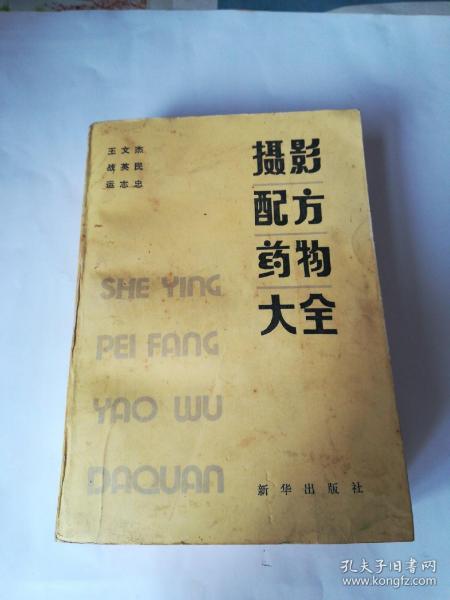 王文杰
战英民
运志忠
摄影
配方
药物
大全
SHE YING
PEI FANG
YAO WU
DAQUAN
新华出版社
孔夫子旧书网
www.kongfz.com